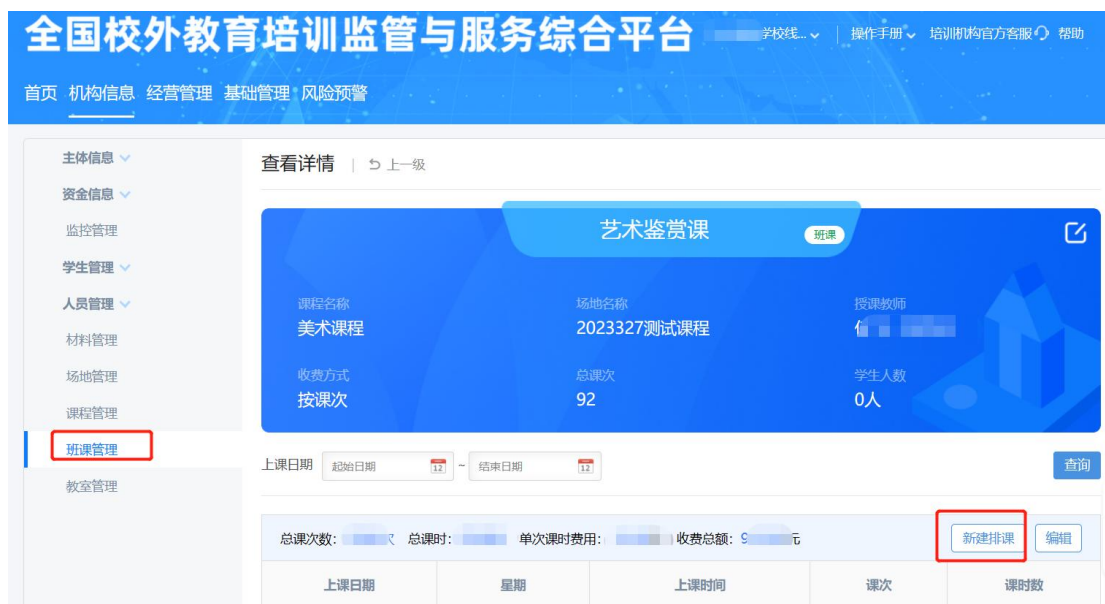 全国校外教育培训监管与服务综合平台
学校线... 操作手册 培训机构官方客服 帮助
首页 机构信息 经营管理 基础管理 风险预警
主体信息
资金信息
监控管理
学生管理
人员管理
材料管理
场地管理
课程管理
班课管理
教室管理
查看详情 | 上一级
艺术鉴赏课 班课
课程名称 场地名称 授课教师
美术课程 2023327测试课程
收费方式 总课次 学生人数
按课次 92 0人
上课日期 起始日期 12 ~ 结束日期 12 查询
总课次数: 总课时: 单次课时费用: 收费总额: 9 元 新建排课 编辑
上课日期 星期 上课时间 课次 课时数